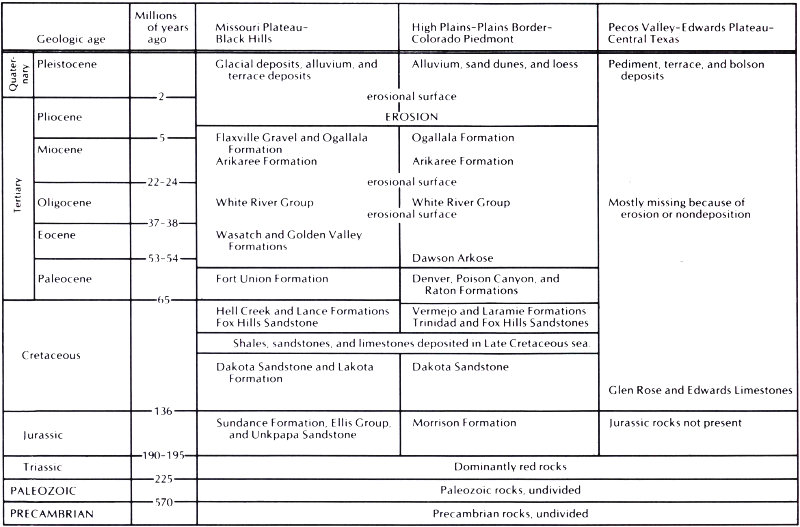 Geologic age
Millions
of years
ago
Missouri Plateau–
Black Hills
High Plains–Plains Border–
Colorado Piedmont
Pecos Valley–Edwards Plateau–
Central Texas
Quater-
nary
Pleistocene
Glacial deposits, alluvium, and
terrace deposits
Alluvium, sand dunes, and loess
Pediment, terrace, and bolson
deposits
2
erosional surface
Tertiary
Pliocene
EROSION
5
Miocene
Flaxville Gravel and Ogallala
Formation
Arikaree Formation
Ogallala Formation
Arikaree Formation
22–24
erosional surface
Oligocene
White River Group
White River Group
Mostly missing because of
erosion or nondeposition
erosional surface
37–38
Eocene
Wasatch and Golden Valley
Formations
Dawson Arkose
53–54
Paleocene
Fort Union Formation
Denver, Poison Canyon, and
Raton Formations
65
Cretaceous
Hell Creek and Lance Formations
Fox Hills Sandstone
Vermejo and Laramie Formations
Trinidad and Fox Hills Sandstones
Shales, sandstones, and limestones deposited in Late Cretaceous sea.
Dakota Sandstone and Lakota
Formation
Dakota Sandstone
Glen Rose and Edwards Limestones
136
Jurassic
Sundance Formation, Ellis Group,
and Unkpapa Sandstone
Morrison Formation
Jurassic rocks not present
190–195
Triassic
Dominantly red rocks
225
PALEOZOIC
Paleozoic rocks, undivided
570
PRECAMBRIAN
Precambrian rocks, undivided